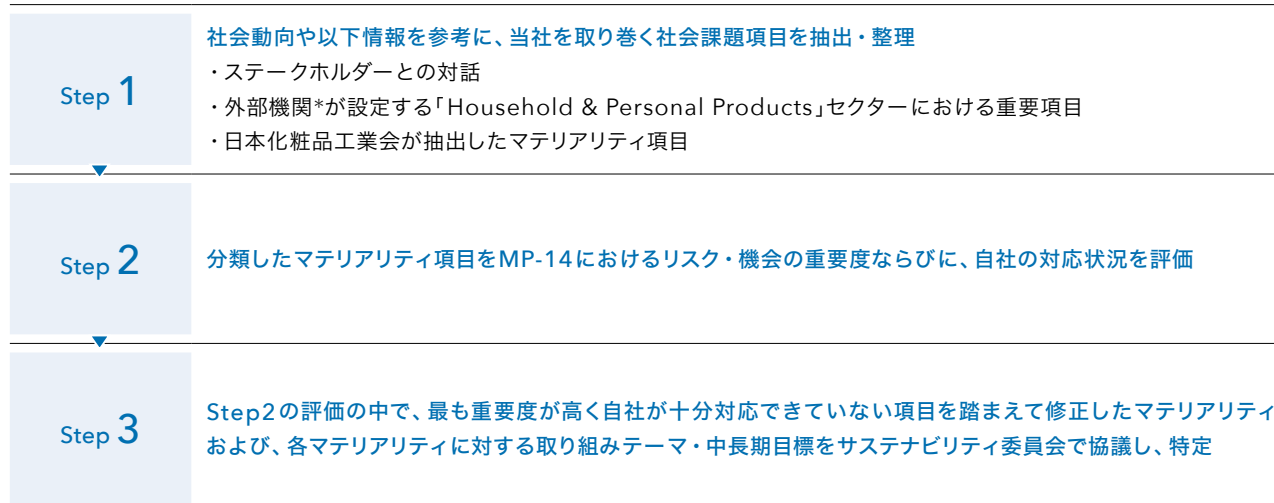 Step 1
社会動向や以下情報を参考に、当社を取り巻く社会課題項目を抽出・整理
・ステークホルダーとの対話
・外部機関*が設定する「Household & Personal Products」セクターにおける重要項目
・日本化粧品工業会が抽出したマテリアリティ項目
Step 2
分類したマテリアリティ項目をMP-14におけるリスク・機会の重要度ならびに、自社の対応状況を評価
Step 3
Step2の評価の中で、最も重要度が高く自社が十分対応できていない項目を踏まえて修正したマテリアリティ
および、各マテリアリティに対する取り組みテーマ・中長期目標をサステナビリティ委員会で協議し、特定